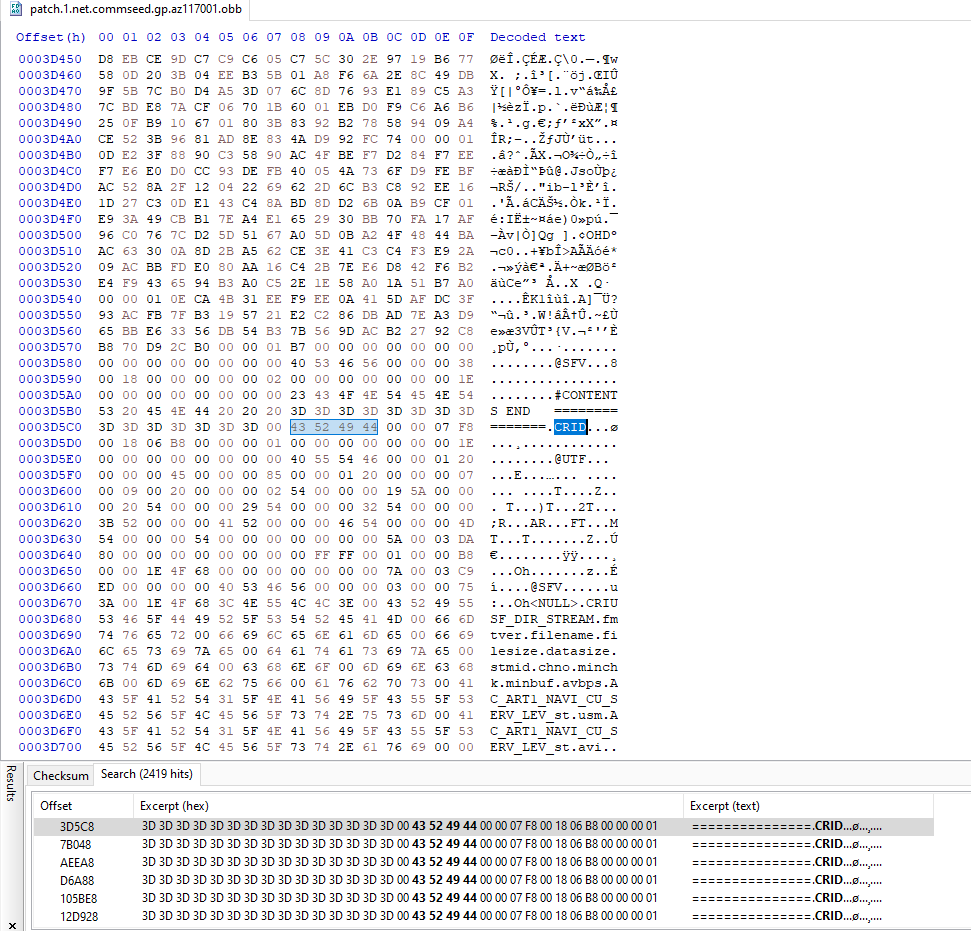 patch.1.net.commseed.gp.az117001.obb
Offset(h) 00 01 02 03 04 05 06 07 08 09 0A 0B 0C 0D 0E 0F Decoded text
0003D450 D8 EB CE 9D C7 C9 C6 05 C7 5C 30 2E 97 19 B6 77 ØëÎ.ÇÉÆ.Ç\0.—.¶w
0003D460 58 0D 20 3B 04 EE B3 5B 01 A8 F6 6A 2E 8C 49 DB X. ;.î³[.¨öj.ŒIÛ
0003D470 9F 5B 7C B0 D4 A5 3D 07 6C 8D 76 93 E1 89 C5 A3 Ÿ[|°Ô¥=.l.v“á‰Å£
0003D480 7C BD E8 7A CF 06 70 1B 60 01 EB D0 F9 C6 A6 B6 |½èzÏ.p.`.ëÐùÆ¦¶
0003D490 25 0F B9 10 67 01 80 3B 83 92 B2 78 58 94 09 A4 %.¹.g.€;ƒ’²xX”.¤
0003D4A0 CE 52 3B 96 81 AD 8E 83 4A D9 92 FC 74 00 00 01 ÎR;–..ŽƒJÙ’üt...
0003D4B0 0D E2 3F 88 90 C3 58 90 AC 4F BE F7 D2 84 F7 EE .â?ˆ.ÃX.¬O¾÷Ò„÷î
0003D4C0 F7 E6 E0 D0 CC 93 DE FB 40 05 4A 73 6F D9 FE BF ÷æàÐÌ“Þû@.JsoÙþ¿
0003D4D0 AC 52 8A 2F 12 04 22 69 62 2D 6C B3 C8 92 EE 16 ¬RŠ/.."ib-l³È’î.
0003D4E0 1D 27 C3 0D E1 43 C4 8A BD 8D D2 6B 0A B9 CF 01 .'Ã.áCÄŠ½.Òk.¹Ï.
0003D4F0 E9 3A 49 CB B1 7E A4 E1 65 29 30 BB 70 FA 17 AF é:IË±~¤áe)0»pú.¯
0003D500 96 C0 76 7C D2 5D 51 67 A0 5D 0B A2 4F 48 44 BA –Àv|Ò]Qg ].¢OHDº
0003D510 AC 63 30 0A 8D 2B A5 62 CE 3E 41 C3 C4 F3 E9 2A ¬c0..+¥bÎ>AÃÄóé*
0003D520 09 AC BB FD E0 80 AA 16 C4 2B 7E E6 D8 42 F6 B2 .¬»ýà€ª.Ä+~æØBö²
0003D530 E4 F9 43 65 94 B3 A0 C5 2E 1E 58 A0 1A 51 B7 A0 äùCe”³ Å..X .Q·
0003D540 00 00 01 0E CA 4B 31 EE F9 EE 0A 41 5D AF DC 3F ....ÊK1îùî.A]¯Ü?
0003D550 93 AC FB 7F B3 19 57 21 E2 C2 86 DB AD 7E A3 D9 “¬û.³.W!âÂ†Û.~£Ù
0003D560 65 BB E6 33 56 DB 54 B3 7B 56 9D AC B2 27 92 C8 e»æ3VÛT³{V.¬²'’È
0003D570 B8 70 D9 2C B0 00 00 01 B7 00 00 00 00 00 00 00 ¸pÙ,°...·.......
0003D580 00 00 00 00 00 00 00 00 40 53 46 56 00 00 00 38 ........@SFV...8
0003D590 00 18 00 00 00 00 02 00 00 00 00 00 00 00 00 1E ................
0003D5A0 00 00 00 00 00 00 00 00 23 43 4F 4E 54 45 4E 54 ........#CONTENT
0003D5B0 53 20 45 4E 44 20 20 20 3D 3D 3D 3D 3D 3D 3D 3D S END   ========
0003D5C0 3D 3D 3D 3D 3D 3D 3D 00 43 52 49 44 00 00 07 F8 =======.CRID...ø
0003D5D0 00 18 06 B8 00 00 00 01 00 00 00 00 00 00 00 1E ...¸............
0003D5E0 00 00 00 00 00 00 00 00 40 55 54 46 00 00 01 20 ........@UTF...
0003D5F0 00 00 00 45 00 00 00 85 00 00 01 20 00 00 00 07 ...E...…... ....
0003D600 00 09 00 20 00 00 00 02 54 00 00 00 19 5A 00 00 ... ....T....Z..
0003D610 00 20 54 00 00 00 29 54 00 00 00 32 54 00 00 00 . T...)T...2T...
0003D620 3B 52 00 00 00 41 52 00 00 00 46 54 00 00 00 4D ;R...AR...FT...M
0003D630 54 00 00 00 54 00 00 00 00 00 00 00 5A 00 03 DA T...T.......Z..Ú
0003D640 80 00 00 00 00 00 00 00 00 FF FF 00 01 00 00 B8 €........ÿÿ....¸
0003D650 00 00 1E 4F 68 00 00 00 00 00 00 00 7A 00 03 C9 ...Oh.......z..É
0003D660 ED 00 00 00 00 40 53 46 56 00 00 00 03 00 00 75 í....@SFV......u
0003D670 3A 00 1E 4F 68 3C 4E 55 4C 4C 3E 00 43 52 49 55 :..Oh<NULL>.CRIU
0003D680 53 46 5F 44 49 52 5F 53 54 52 45 41 4D 00 66 6D SF_DIR_STREAM.fm
0003D690 74 76 65 72 00 66 69 6C 65 6E 61 6D 65 00 66 69 tver.filename.fi
0003D6A0 6C 65 73 69 7A 65 00 64 61 74 61 73 69 7A 65 00 lesize.datasize.
0003D6B0 73 74 6D 69 64 00 63 68 6E 6F 00 6D 69 6E 63 68 stmid.chno.minch
0003D6C0 6B 00 6D 69 6E 62 75 66 00 61 76 62 70 73 00 41 k.minbuf.avbps.A
0003D6D0 43 5F 41 52 54 31 5F 4E 41 56 49 5F 43 55 5F 53 C_ART1_NAVI_CU_S
0003D6E0 45 52 56 5F 4C 45 56 5F 73 74 2E 75 73 6D 00 41 ERV_LEV_st.usm.A
0003D6F0 43 5F 41 52 54 31 5F 4E 41 56 49 5F 43 55 5F 53 C_ART1_NAVI_CU_S
0003D700 45 52 56 5F 4C 45 56 5F 73 74 2E 61 76 69 00 00 ERV_LEV_st.avi..
Results
Checksum Search (2419 hits)
Offset Excerpt (hex) Excerpt (text)
3D5C8 3D 3D 3D 3D 3D 3D 3D 3D 3D 3D 3D 3D 3D 3D 3D 00 43 52 49 44 00 00 07 F8 00 18 06 B8 00 00 00 01 ===============.CRID...ø...¸....
7B048 3D 3D 3D 3D 3D 3D 3D 3D 3D 3D 3D 3D 3D 3D 3D 00 43 52 49 44 00 00 07 F8 00 18 06 B8 00 00 00 01 ===============.CRID...ø...¸....
AEEA8 3D 3D 3D 3D 3D 3D 3D 3D 3D 3D 3D 3D 3D 3D 3D 00 43 52 49 44 00 00 07 F8 00 18 06 B8 00 00 00 01 ===============.CRID...ø...¸....
D6A88 3D 3D 3D 3D 3D 3D 3D 3D 3D 3D 3D 3D 3D 3D 3D 00 43 52 49 44 00 00 07 F8 00 18 06 B8 00 00 00 01 ===============.CRID...ø...¸....
105BE8 3D 3D 3D 3D 3D 3D 3D 3D 3D 3D 3D 3D 3D 3D 3D 00 43 52 49 44 00 00 07 F8 00 18 06 B8 00 00 00 01 ===============.CRID...ø...¸....
12D928 3D 3D 3D 3D 3D 3D 3D 3D 3D 3D 3D 3D 3D 3D 3D 00 43 52 49 44 00 00 07 F8 00 18 06 B8 00 00 00 01 ===============.CRID...ø...¸....